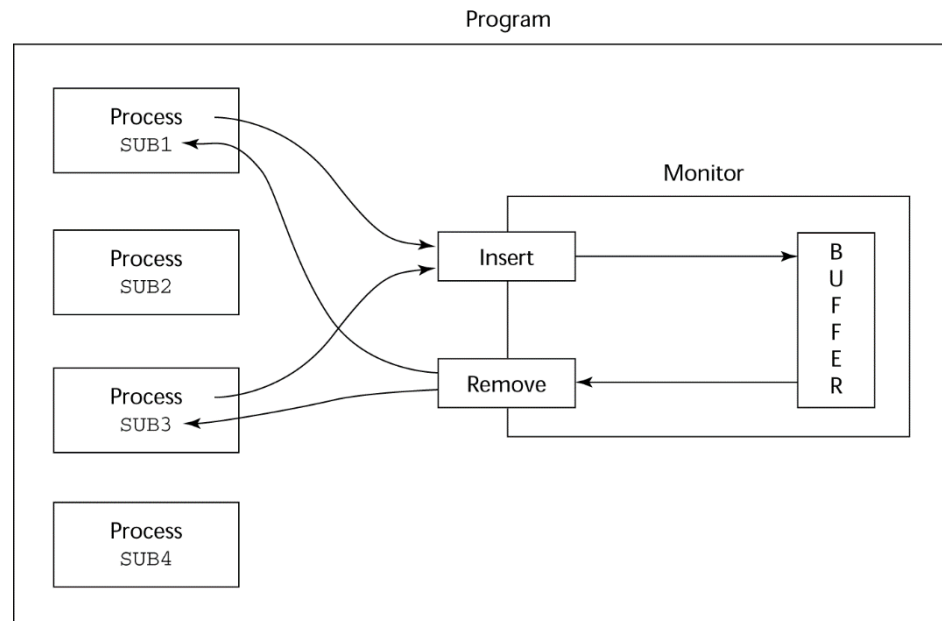 Program
Process
SUB1
Monitor
Process
SUB2
Insert
B
U
F
F
E
R
Process
SUB3
Remove
Process
SUB4